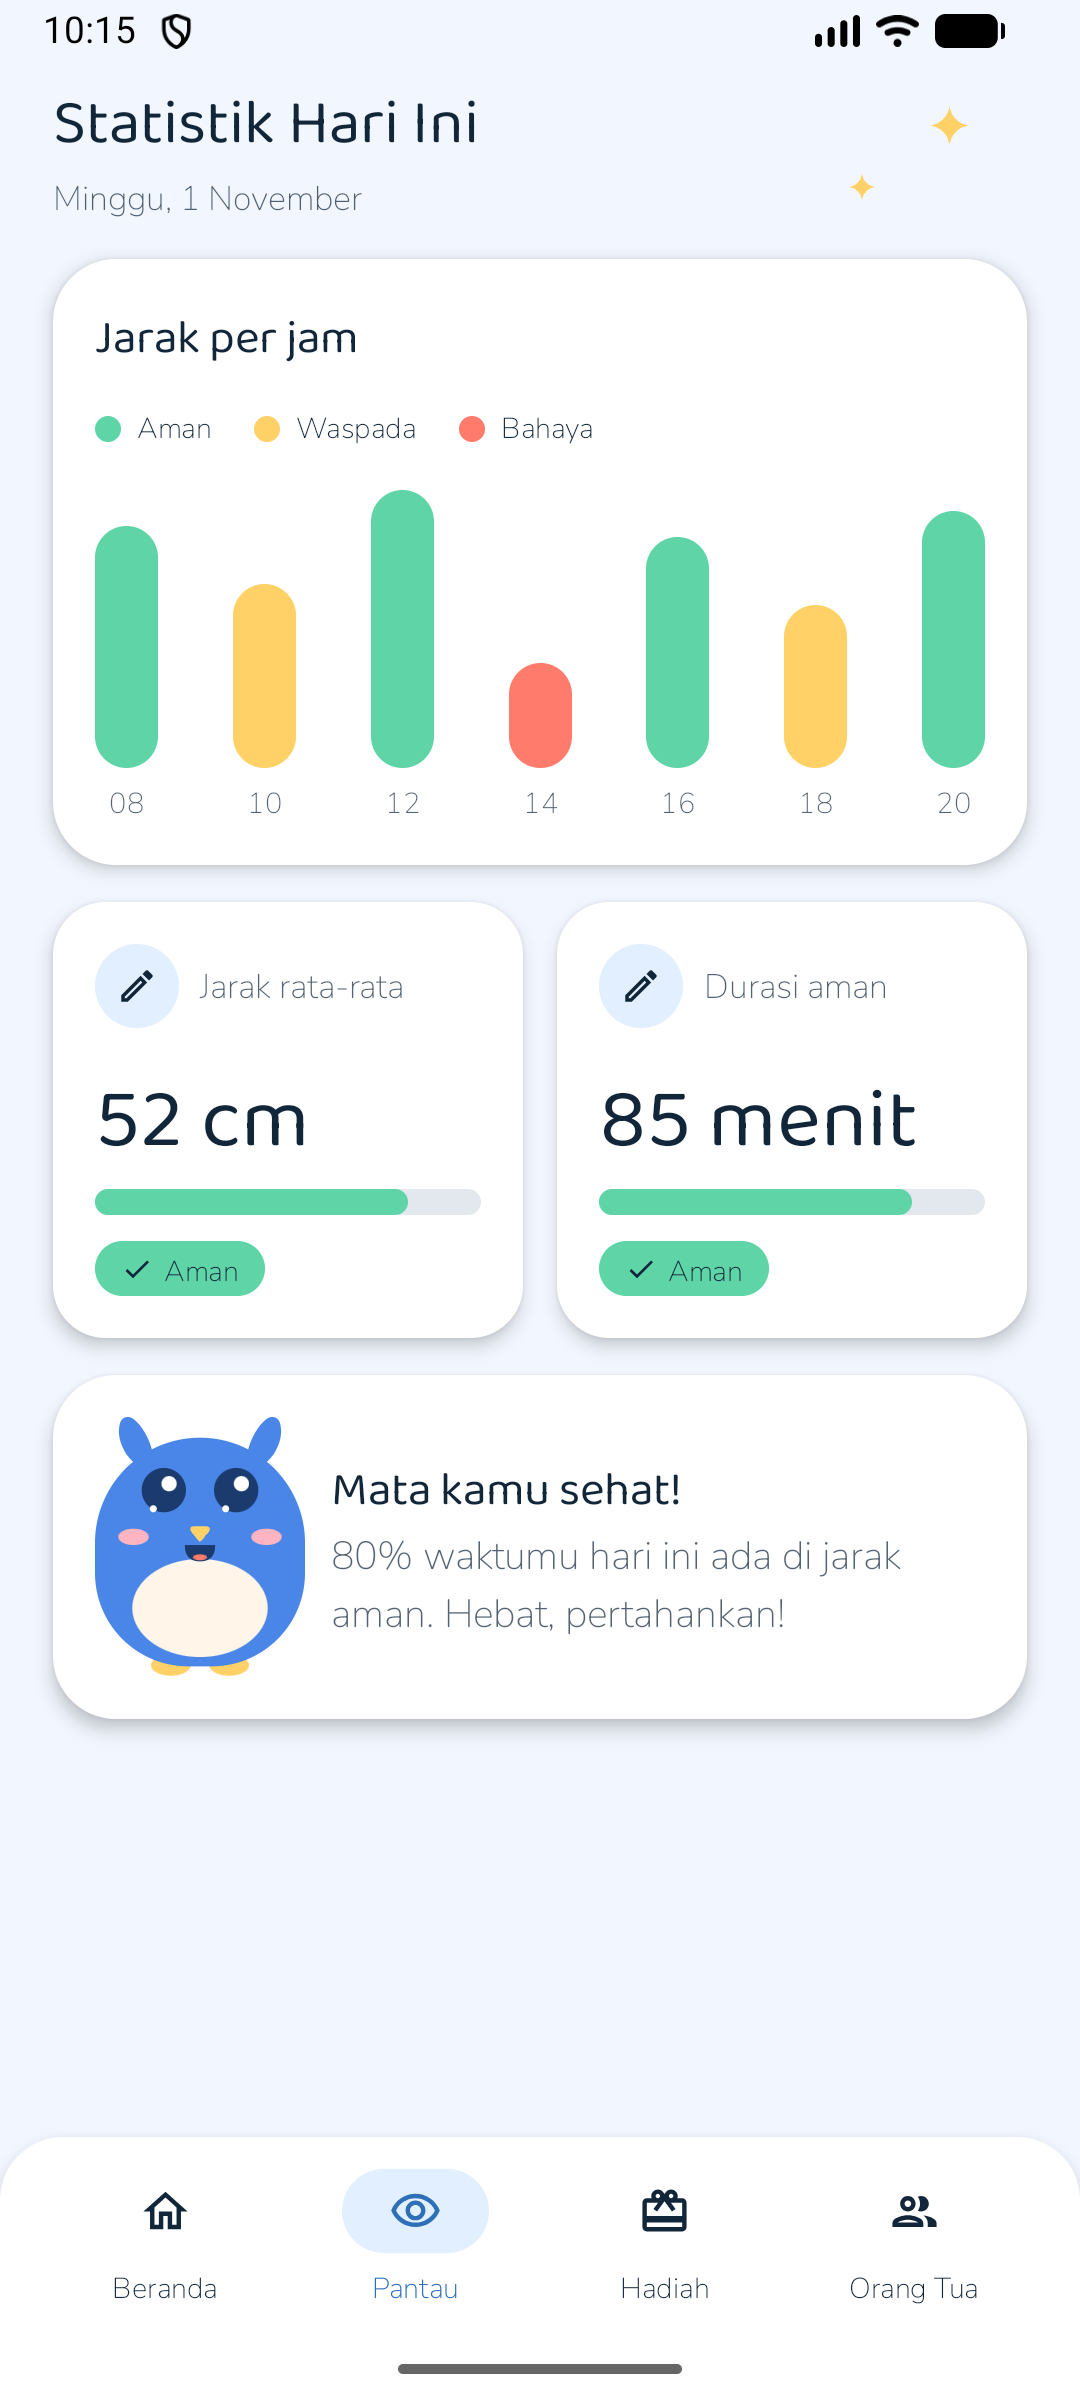 10:15
Statistik Hari Ini
Minggu, 1 November
Jarak per jam
Aman Waspada Bahaya
08 10 12 14 16 18 20
Jarak rata-rata
52 cm
Aman
Durasi aman
85 menit
Aman
Mata kamu sehat!
80% waktumu hari ini ada di jarak
aman. Hebat, pertahankan!
Beranda Pantau Hadiah Orang Tua